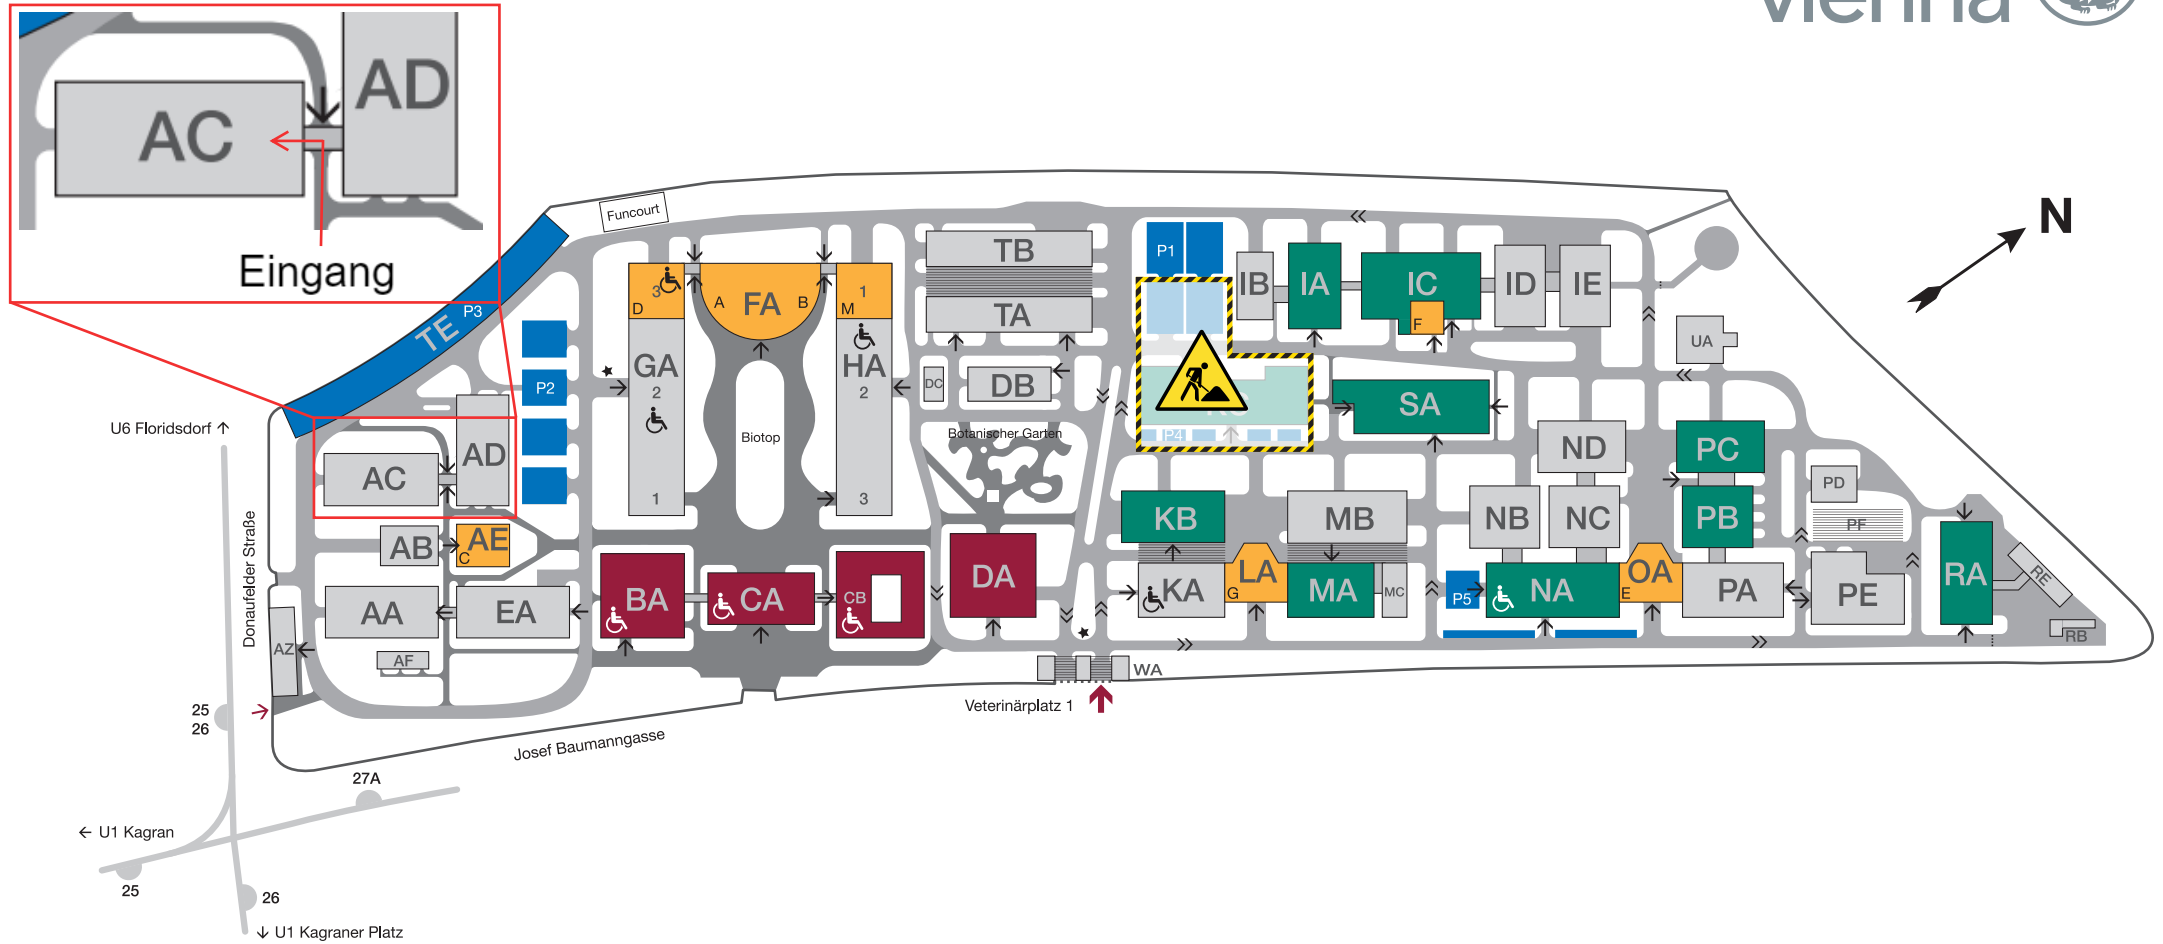 vienna
AC
AD
Eingang
N
Funcourt
TE
P3
P2
P1
3
D
A
FA
B
1
M
GA
2
1
HA
2
3
Biotop
TB
TA
DC
DB
Botanischer Garten
IB
IA
IC
F
ID
IE
UA
P4
SA
ND
PC
NB
NC
PB
PD
PF
KB
MB
KA
LA
G
MA
MC
P5
NA
OA
E
PA
PE
RA
RE
RB
U6 Floridsdorf ↑
Donaufelder Straße
AC
AD
AB
AE
C
AA
EA
AZ
AF
BA
CA
CB
DA
WA
Veterinärplatz 1
Josef Baumanngasse
25
26
27A
← U1 Kagran
25
26
↓ U1 Kagraner Platz